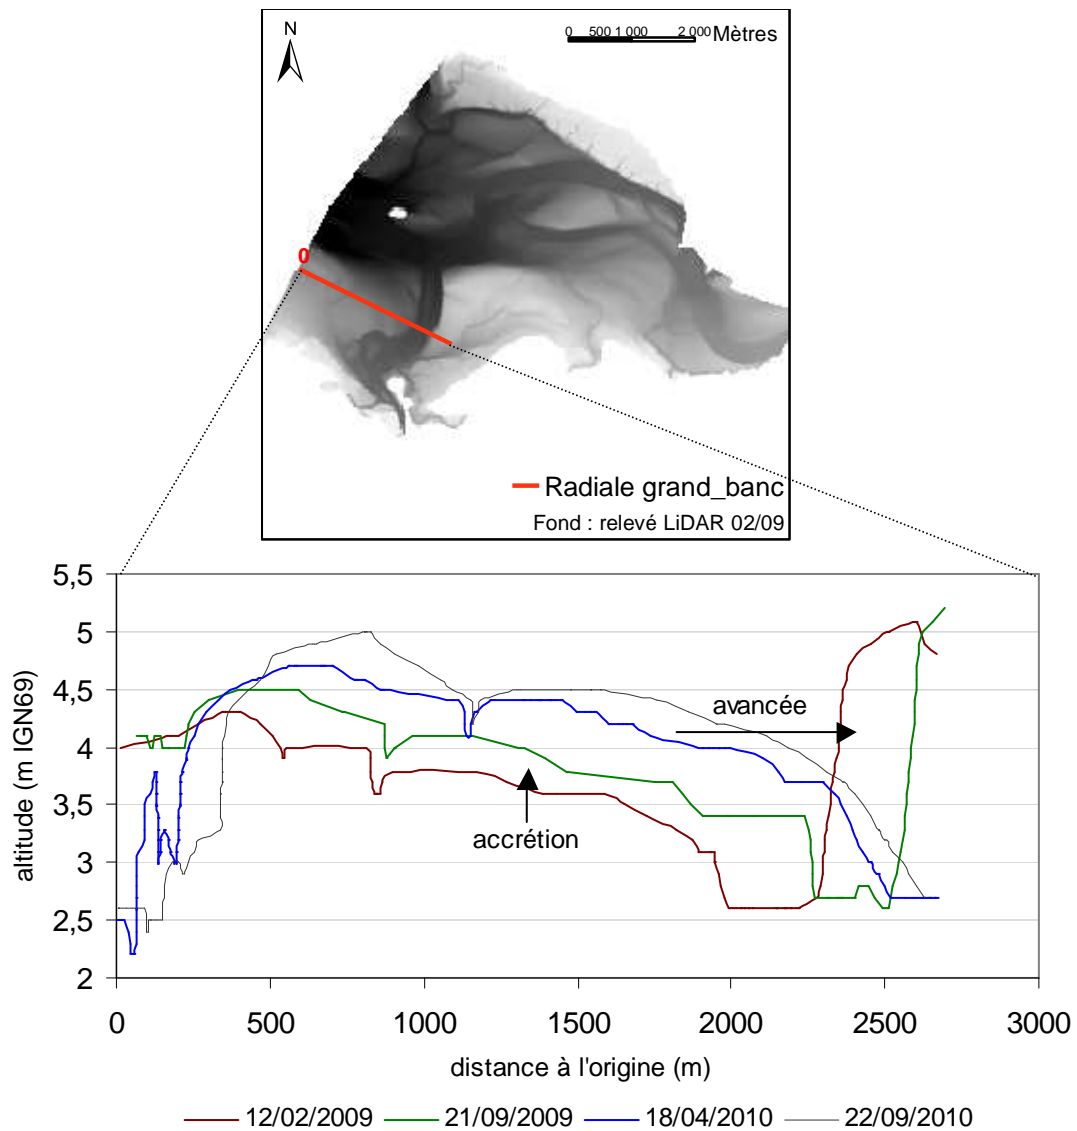 N
0 500 1 000 2 000 Mètres
0
Radiale grand_banc
Fond : relevé LiDAR 02/09
5,5
5
4,5
4
3,5
3
2,5
2
altitude (m IGN69)
avancée
accrétion
0 500 1000 1500 2000 2500 3000
distance à l'origine (m)
12/02/2009 21/09/2009 18/04/2010 22/09/2010